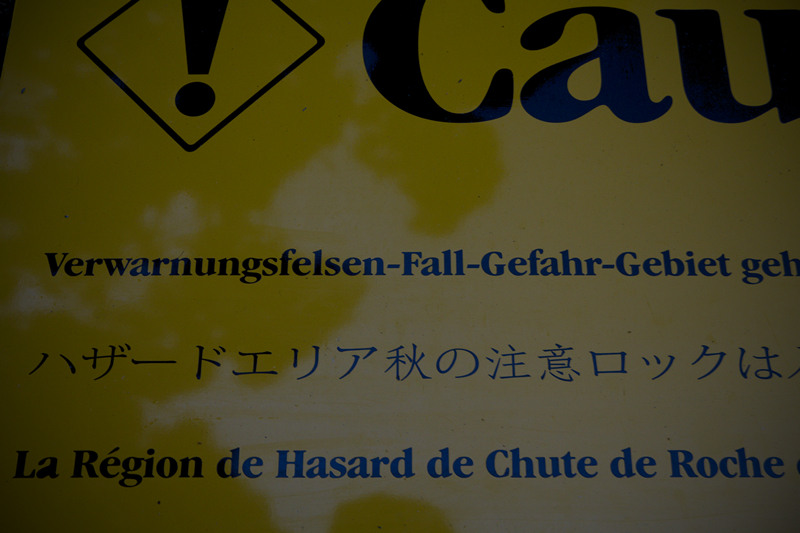 Cau
Verwarnungsfelsen-Fall-Gefahr-Gebiet geh
ハザードエリア秋の注意ロックは
La Région de Hasard de Chute de Roche